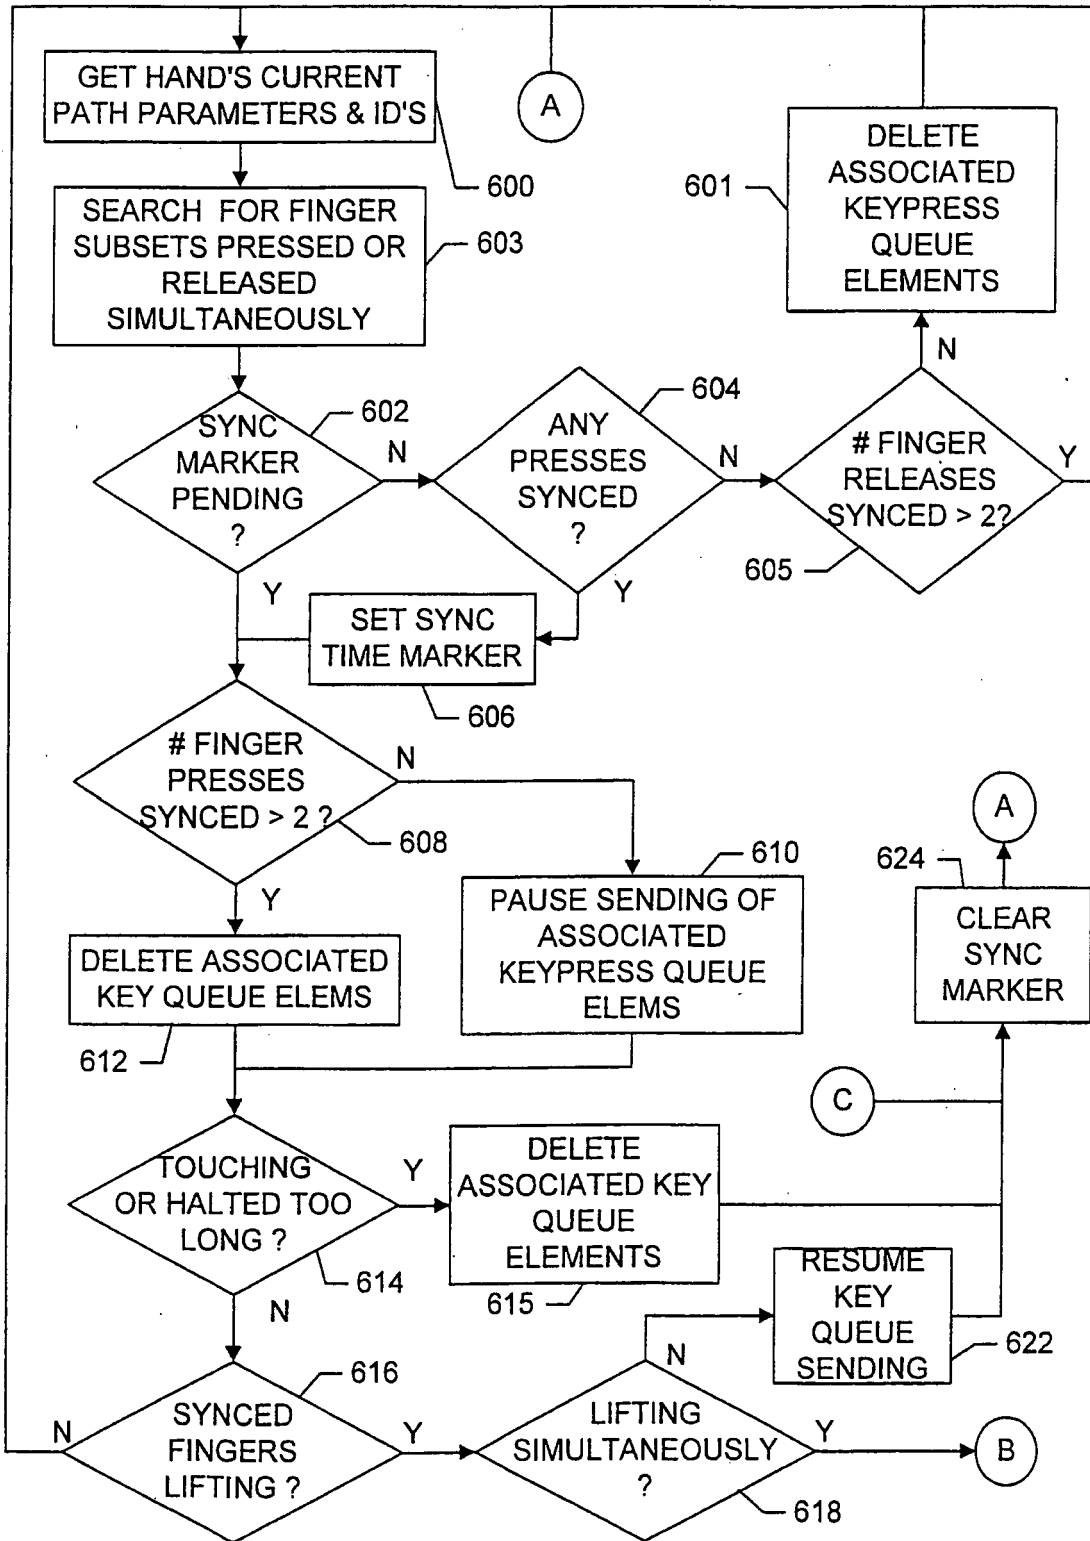 GET HAND'S CURRENT
PATH PARAMETERS & ID'S
600
A
DELETE
ASSOCIATED
KEYPRESS
QUEUE
ELEMENTS
601
SEARCH FOR FINGER
SUBSETS PRESSED OR
RELEASED
SIMULTANEOUSLY
603
N
SYNC
MARKER
PENDING
?
602
N
Y
ANY
PRESSES
SYNCED
?
604
N
Y
# FINGER
RELEASES
SYNCED > 2?
605
Y
SET SYNC
TIME MARKER
606
# FINGER
PRESSES
SYNCED > 2 ?
608
N
Y
PAUSE SENDING OF
ASSOCIATED
KEYPRESS QUEUE
ELEMS
610
DELETE ASSOCIATED
KEY QUEUE ELEMS
612
A
624
CLEAR
SYNC
MARKER
C
TOUCHING
OR HALTED TOO
LONG ?
614
Y
N
DELETE
ASSOCIATED KEY
QUEUE
ELEMENTS
615
RESUME
KEY
QUEUE
SENDING
622
N
SYNCED
FINGERS
LIFTING ?
616
Y
N
LIFTING
SIMULTANEOUSLY
?
618
Y
B